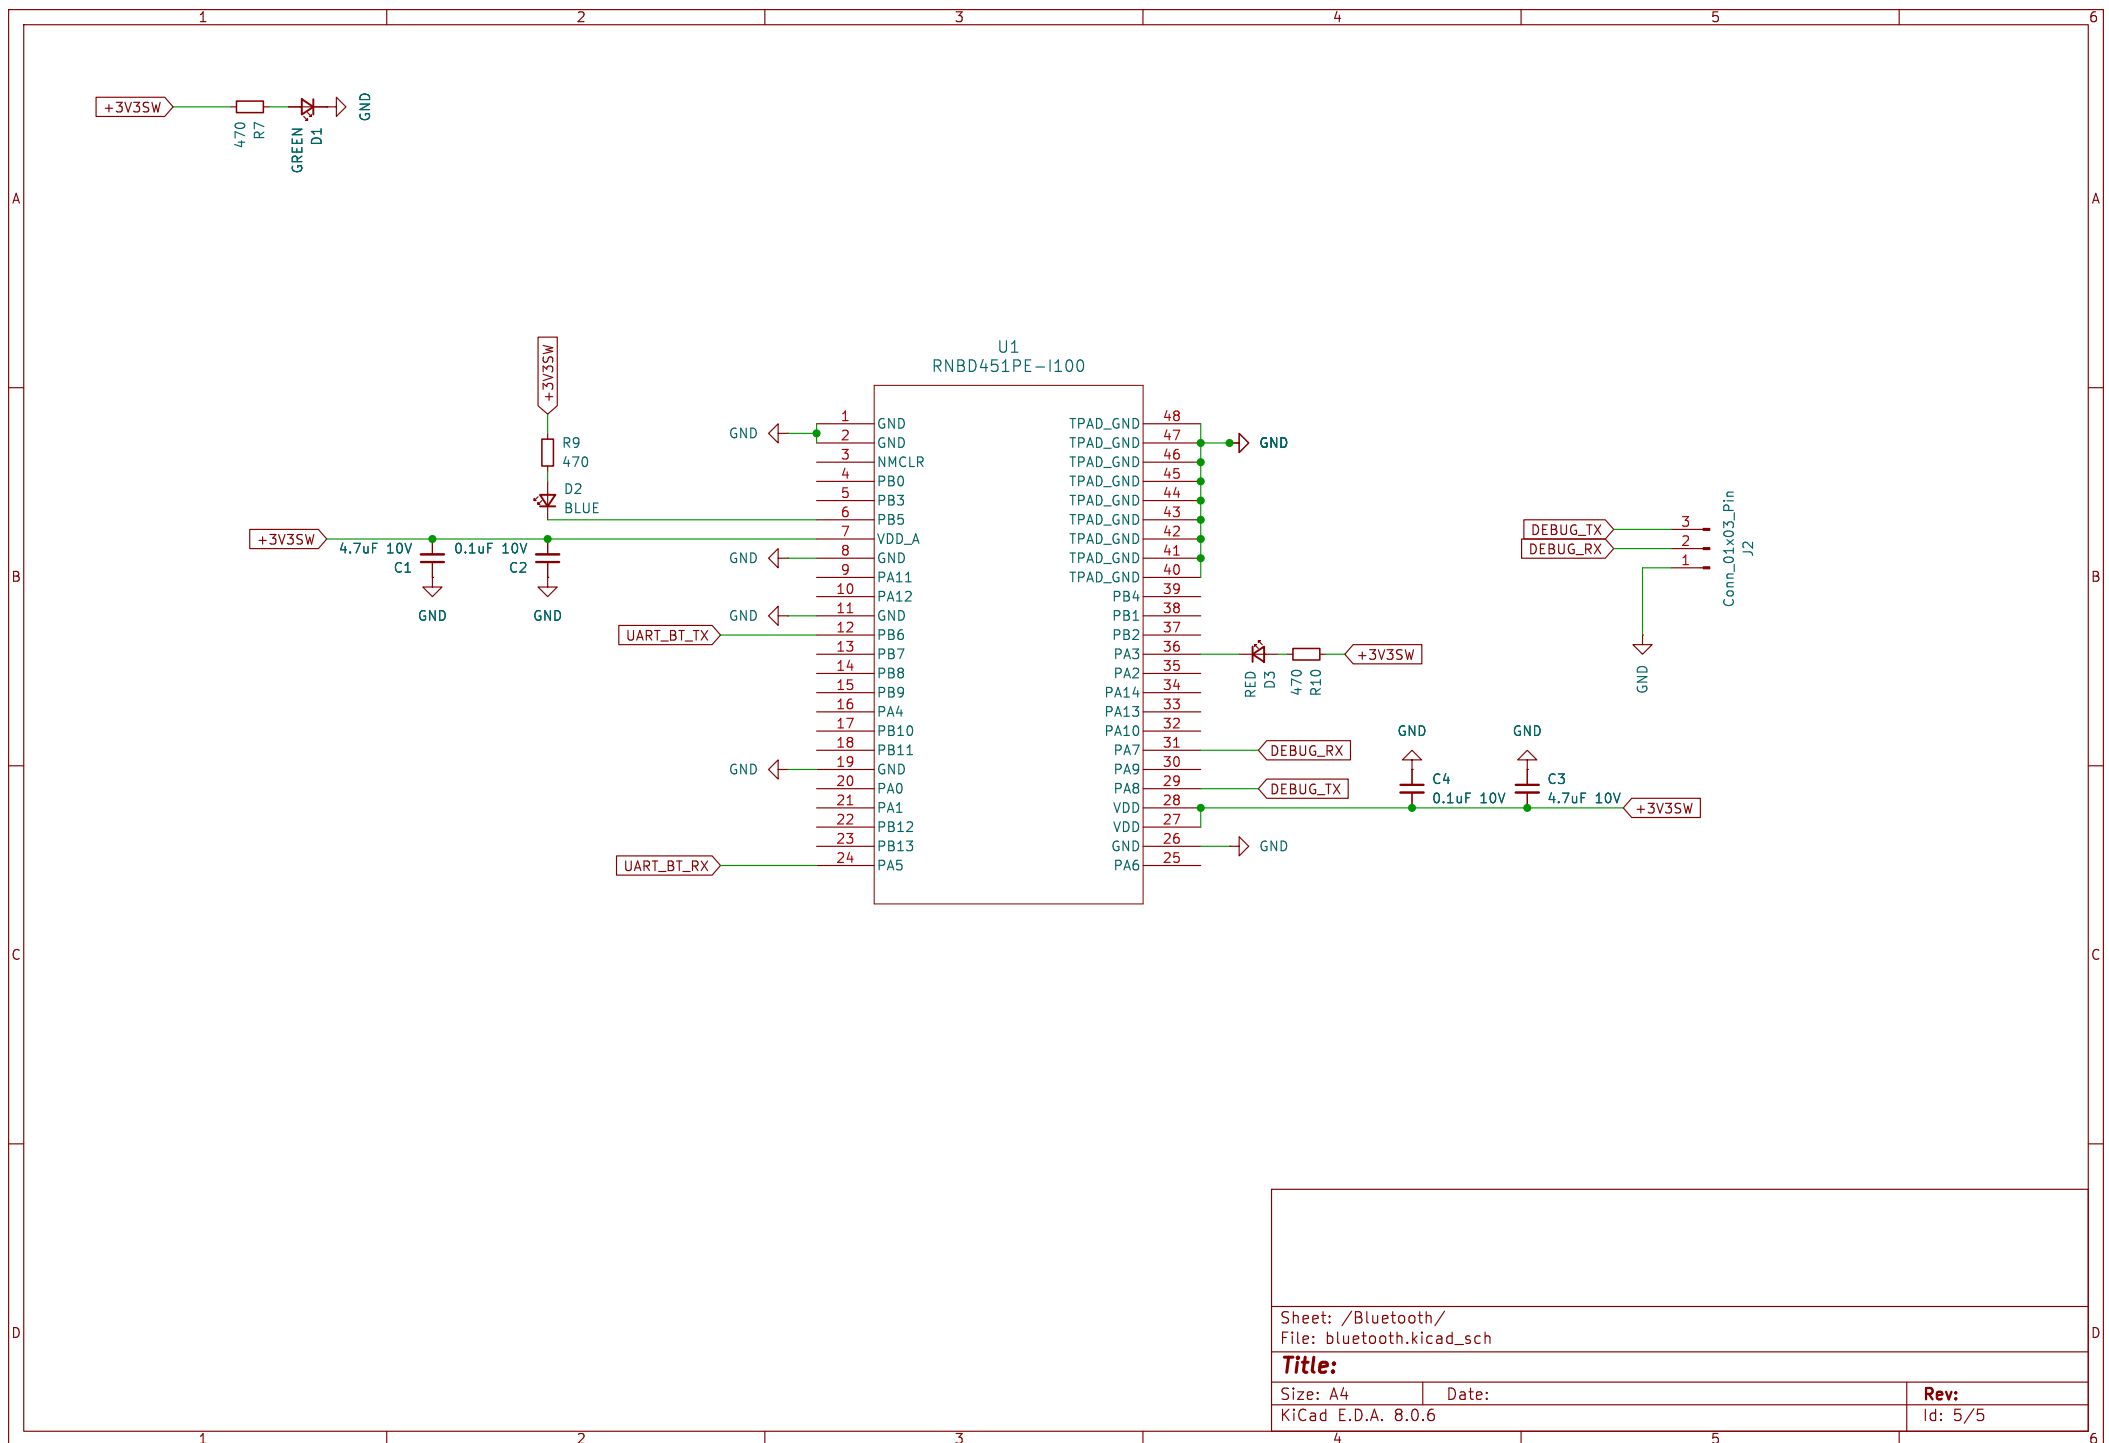 1 2 3 4 5 6
+3V3SW
470
R7
GREEN
D1
GND
A A
+3V3SW
U1
RNBD451PE-I100
R9
470
D2
BLUE
+3V3SW
4.7uF 10V
C1
GND
0.1uF 10V
C2
GND
GND
GND
GND
UART_BT_TX
GND
UART_BT_RX
1 GND
2 GND
3 NMCLR
4 PB0
5 PB3
6 PB5
7 VDD_A
8 GND
9 PA11
10 PA12
11 GND
12 PB6
13 PB7
14 PB8
15 PB9
16 PA4
17 PB10
18 PB11
19 GND
20 PA0
21 PA1
22 PB12
23 PB13
24 PA5
TPAD_GND 48
TPAD_GND 47
TPAD_GND 46
TPAD_GND 45
TPAD_GND 44
TPAD_GND 43
TPAD_GND 42
TPAD_GND 41
TPAD_GND 40
PB4 39
PB1 38
PB2 37
PA3 36
PA2 35
PA14 34
PA13 33
PA10 32
PA7 31
PA9 30
PA8 29
VDD 28
VDD 27
GND 26
PA6 25
GND
RED
D3
470
R10
+3V3SW
DEBUG_RX
DEBUG_TX
GND
C4
0.1uF 10V
GND
C3
4.7uF 10V
+3V3SW
GND
DEBUG_TX
DEBUG_RX
3
2
1
Conn_01x03_Pin
J2
GND
B B
C C
D D
Sheet: /Bluetooth/
File: bluetooth.kicad_sch
Title:
Size: A4 Date: Rev:
KiCad E.D.A. 8.0.6 Id: 5/5
1 2 3 4 5 6